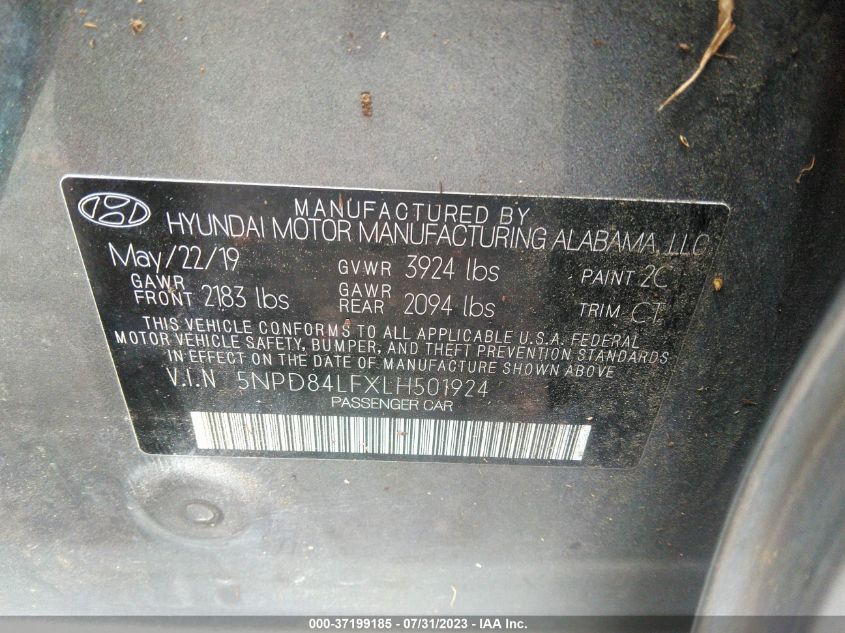 MANUFACTURED BY
HYUNDAI MOTOR MANUFACTURING ALABAMA, LLC
May/22/19 GVWR 3924 lbs PAINT 2C
GAWR FRONT 2183 lbs GAWR REAR 2094 lbs TRIM CT
THIS VEHICLE CONFORMS TO ALL APPLICABLE U.S.A. FEDERAL
MOTOR VEHICLE SAFETY, BUMPER, AND THEFT PREVENTION STANDARDS
IN EFFECT ON THE DATE OF MANUFACTURE SHOWN ABOVE
V.I.N 5NPD84LFXLH501924
PASSENGER CAR
000-37199185 - 07/31/2023 - © IAA Inc.